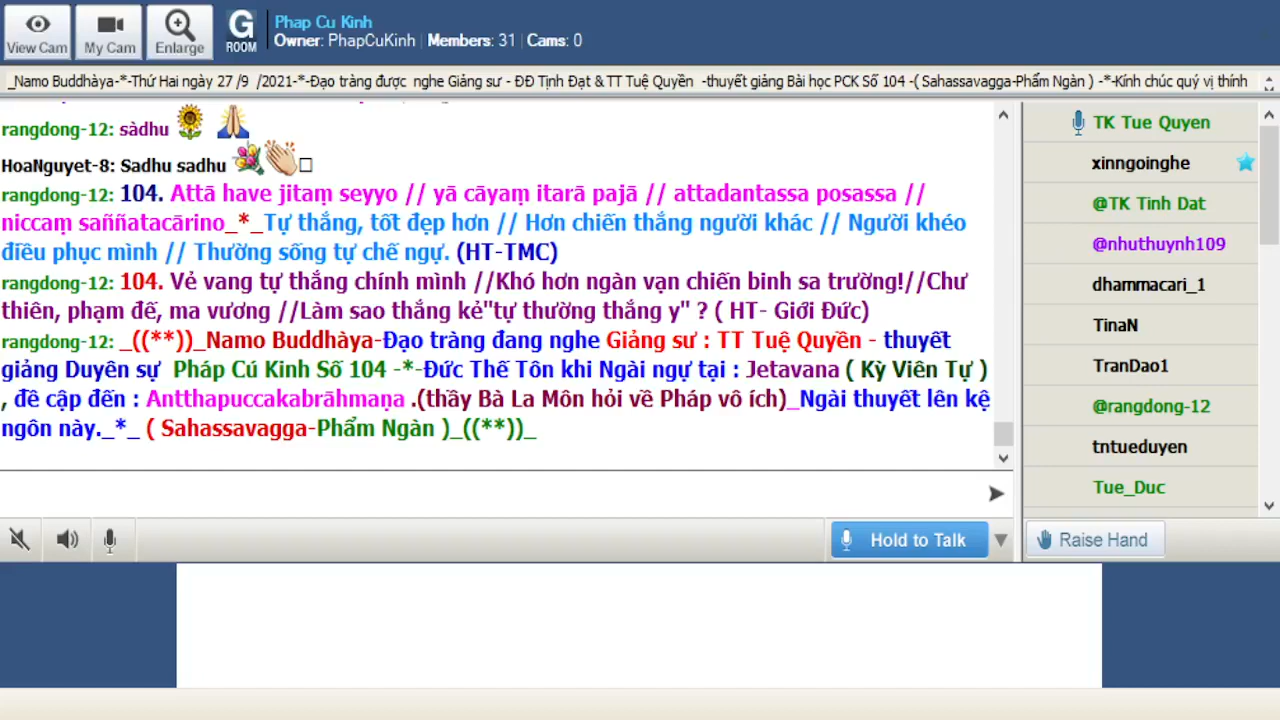 View Cam
My Cam
Enlarge
G
ROOM
Phap Cu Kinh
Owner: PhapCuKinh | Members: 31 | Cams: 0
_Namo Buddhàya-*-Thứ Hai ngày 27 /9 /2021-*-Đạo tràng được nghe Giảng sư - ĐĐ Tịnh Đạt & TT Tuệ Quyền -thuyết giảng Bài học PCK Số 104 -( Sahassavagga-Phẩm Ngàn ) -*-Kính chúc quý vị thính
rangdong-12: sàdhu
HoaNguyet-8: Sadhu sadhu
rangdong-12: 104. Attā have jitaṃ seyyo // yā cāyaṃ itarā pajā // attadantassa posassa //
niccaṃ saññatacārino_*_Tự thắng, tốt đẹp hơn // Hơn chiến thắng người khác // Người khéo
điều phục mình // Thường sống tự chế ngự. (HT-TMC)
rangdong-12: 104. Vẻ vang tự thắng chính mình //Khó hơn ngàn vạn chiến binh sa trường!//Chư
thiên, phạm đế, ma vương //Làm sao thắng kẻ"tự thường thắng y" ? ( HT- Giới Đức)
rangdong-12: _((**))_Namo Buddhàya-Đạo tràng đang nghe Giảng sư : TT Tuệ Quyền - thuyết
giảng Duyên sự Pháp Cú Kinh Số 104 -*-Đức Thế Tôn khi Ngài ngự tại : Jetavana ( Kỳ Viên Tự )
, đề cập đến : Antthapuccakabrāhmaṇa .(thầy Bà La Môn hỏi về Pháp vô ích)_Ngài thuyết lên kệ
ngôn này._*_ ( Sahassavagga-Phẩm Ngàn )_((**))_
TK Tue Quyen
xinngoinghe
@TK Tinh Dat
@nhuthuynh109
dhammacari_1
TinaN
TranDao1
@rangdong-12
tntueduyen
Tue_Duc
Hold to Talk
Raise Hand